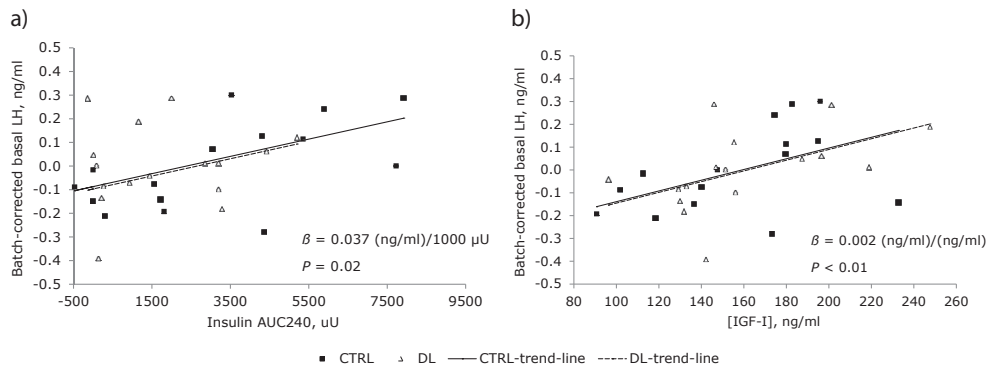 a)
Batch-corrected basal LH, ng/ml
0.5
0.4
0.3
0.2
0.1
0.0
-0.1
-0.2
-0.3
-0.4
-0.5
ß = 0.037 (ng/ml)/1000 µU
P = 0.02
-500 1500 3500 5500 7500 9500
Insulin AUC240, uU
b)
Batch-corrected basal LH, ng/ml
0.5
0.4
0.3
0.2
0.1
0.0
-0.1
-0.2
-0.3
-0.4
-0.5
ß = 0.002 (ng/ml)/(ng/ml)
P < 0.01
80 100 120 140 160 180 200 220 240 260
[IGF-I], ng/ml
CTRL DL CTRL-trend-line DL-trend-line